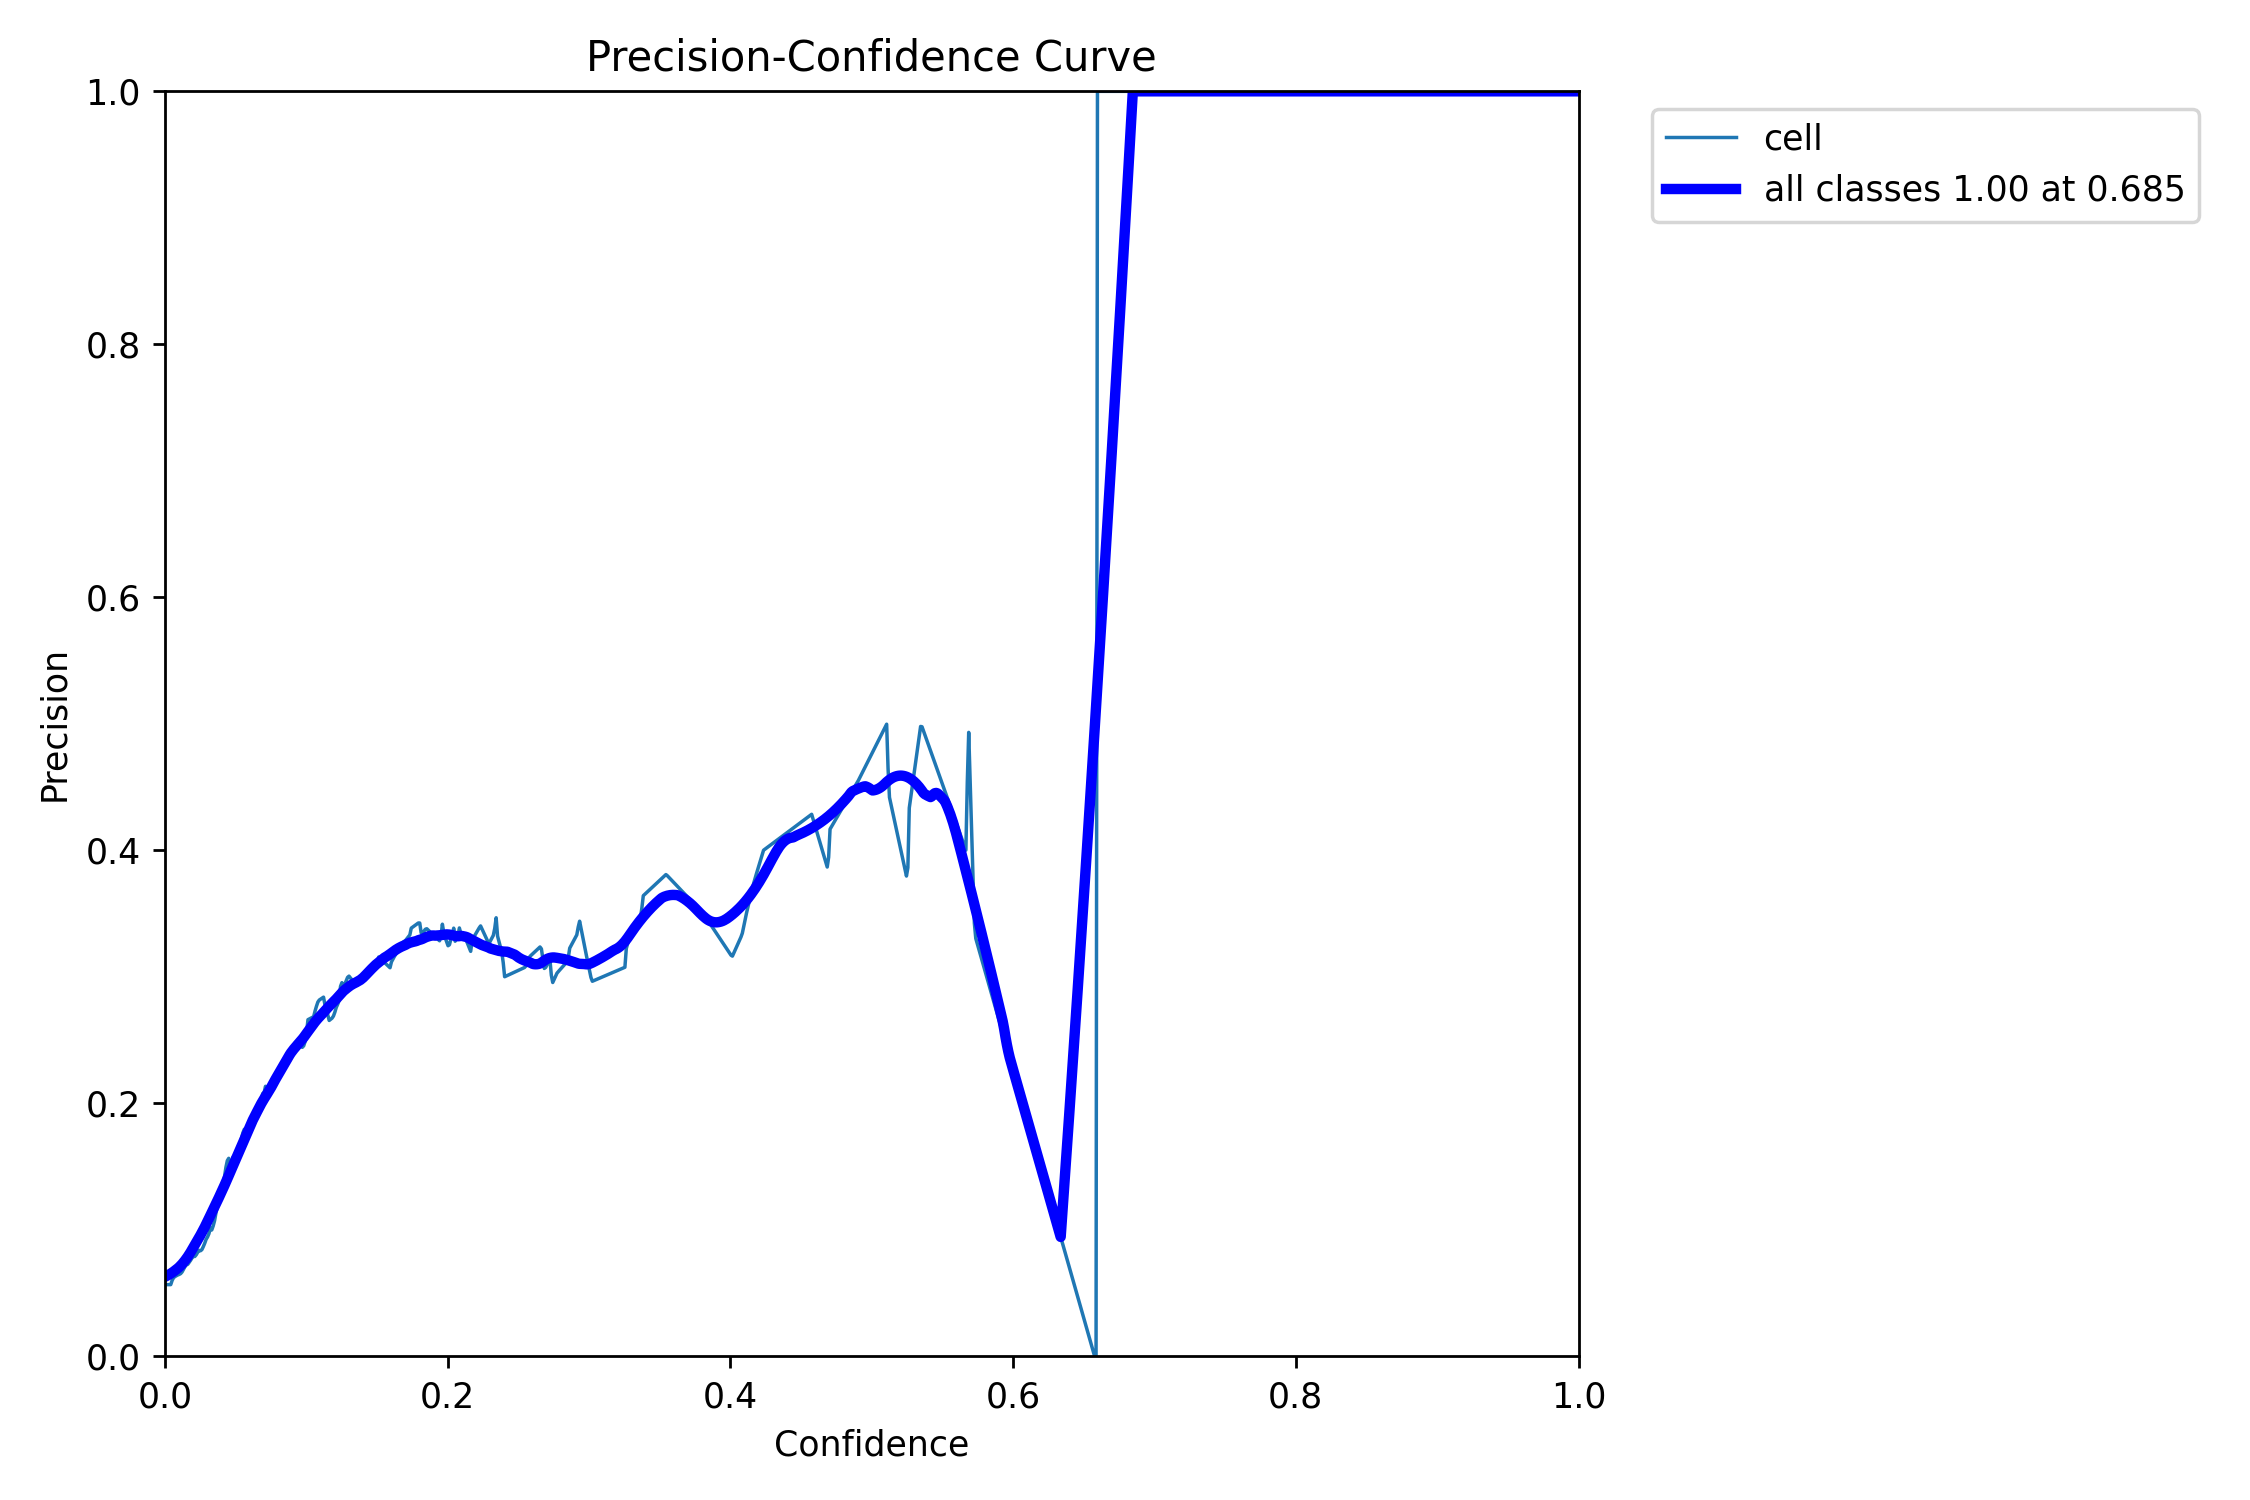 Precision-Confidence Curve
cell
all classes 1.00 at 0.685
1.0
0.8
0.6
0.4
0.2
0.0
Precision
0.0 0.2 0.4 0.6 0.8 1.0
Confidence